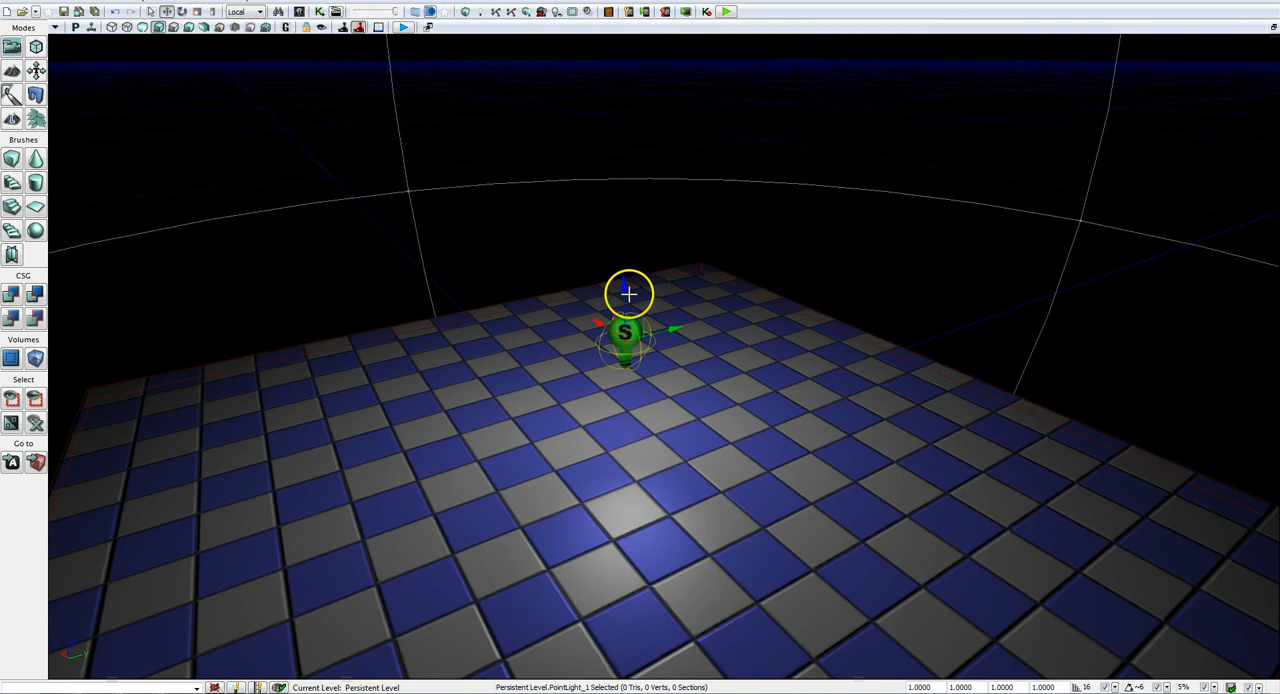 Local
P
G
Modes
Brushes
CSG
Volumes
Select
Go to
S
Current Level: Persistent Level
Persistent Level.PointLight_1 Selected (0 Tris, 0 Verts, 0 Sections)
1.0000
1.0000
1.0000
1.0000
16
~6
5%